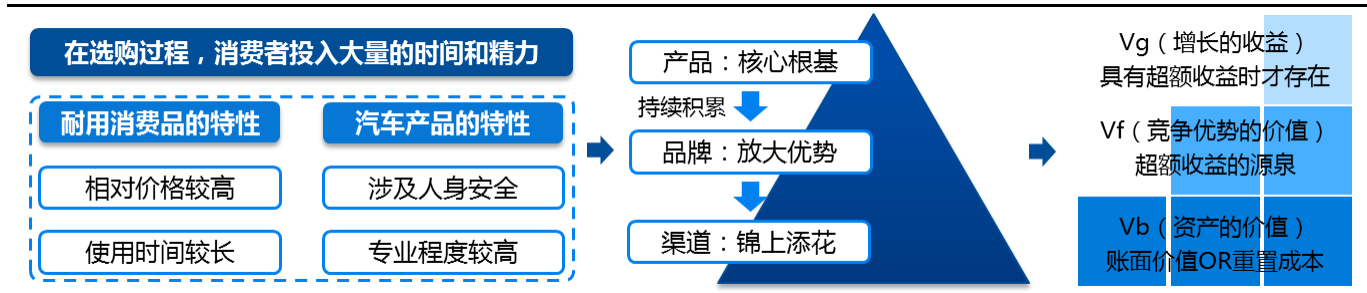 在选购过程，消费者投入大量的时间和精力
耐用消费品的特性
汽车产品的特性
相对价格较高
涉及人身安全
使用时间较长
专业程度较高
产品：核心根基
持续积累
品牌：放大优势
渠道：锦上添花
Vg（增长的收益）
具有超额收益时才存在
Vf（竞争优势的价值）
超额收益的源泉
Vb（资产的价值）
账面价值OR重置成本